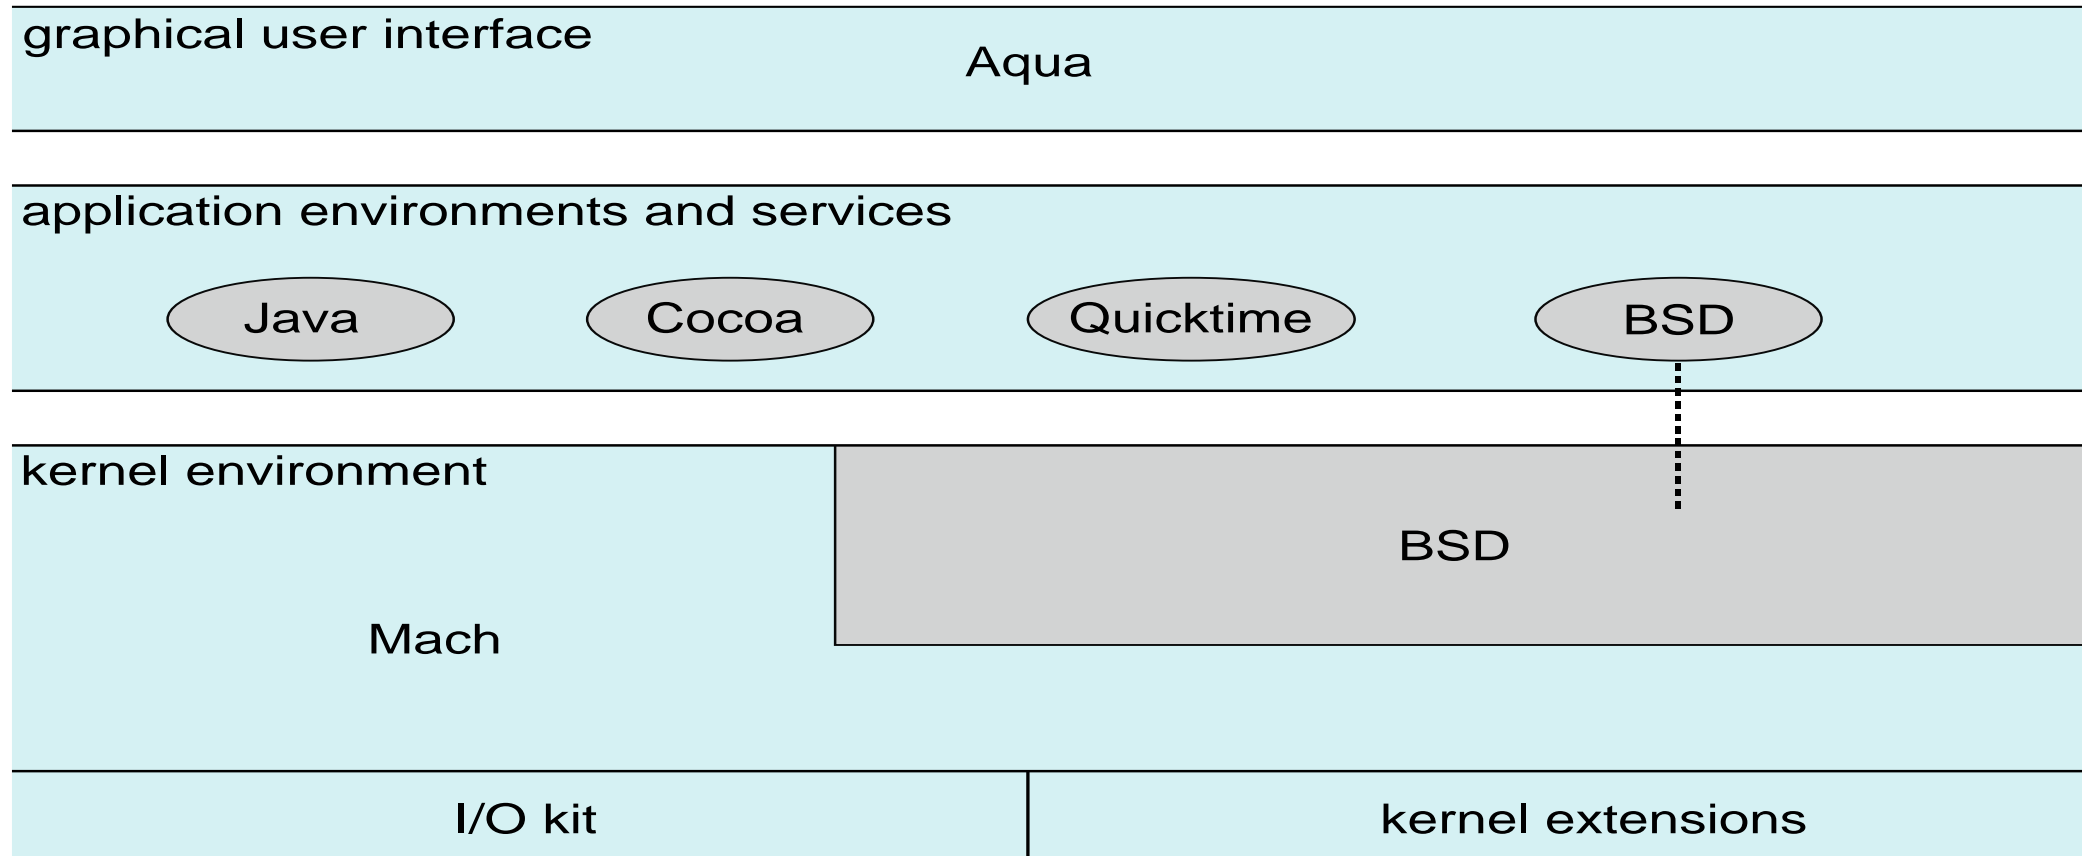 graphical user interface
Aqua
application environments and services
Java
Cocoa
Quicktime
BSD
kernel environment
BSD
Mach
I/O kit
kernel extensions